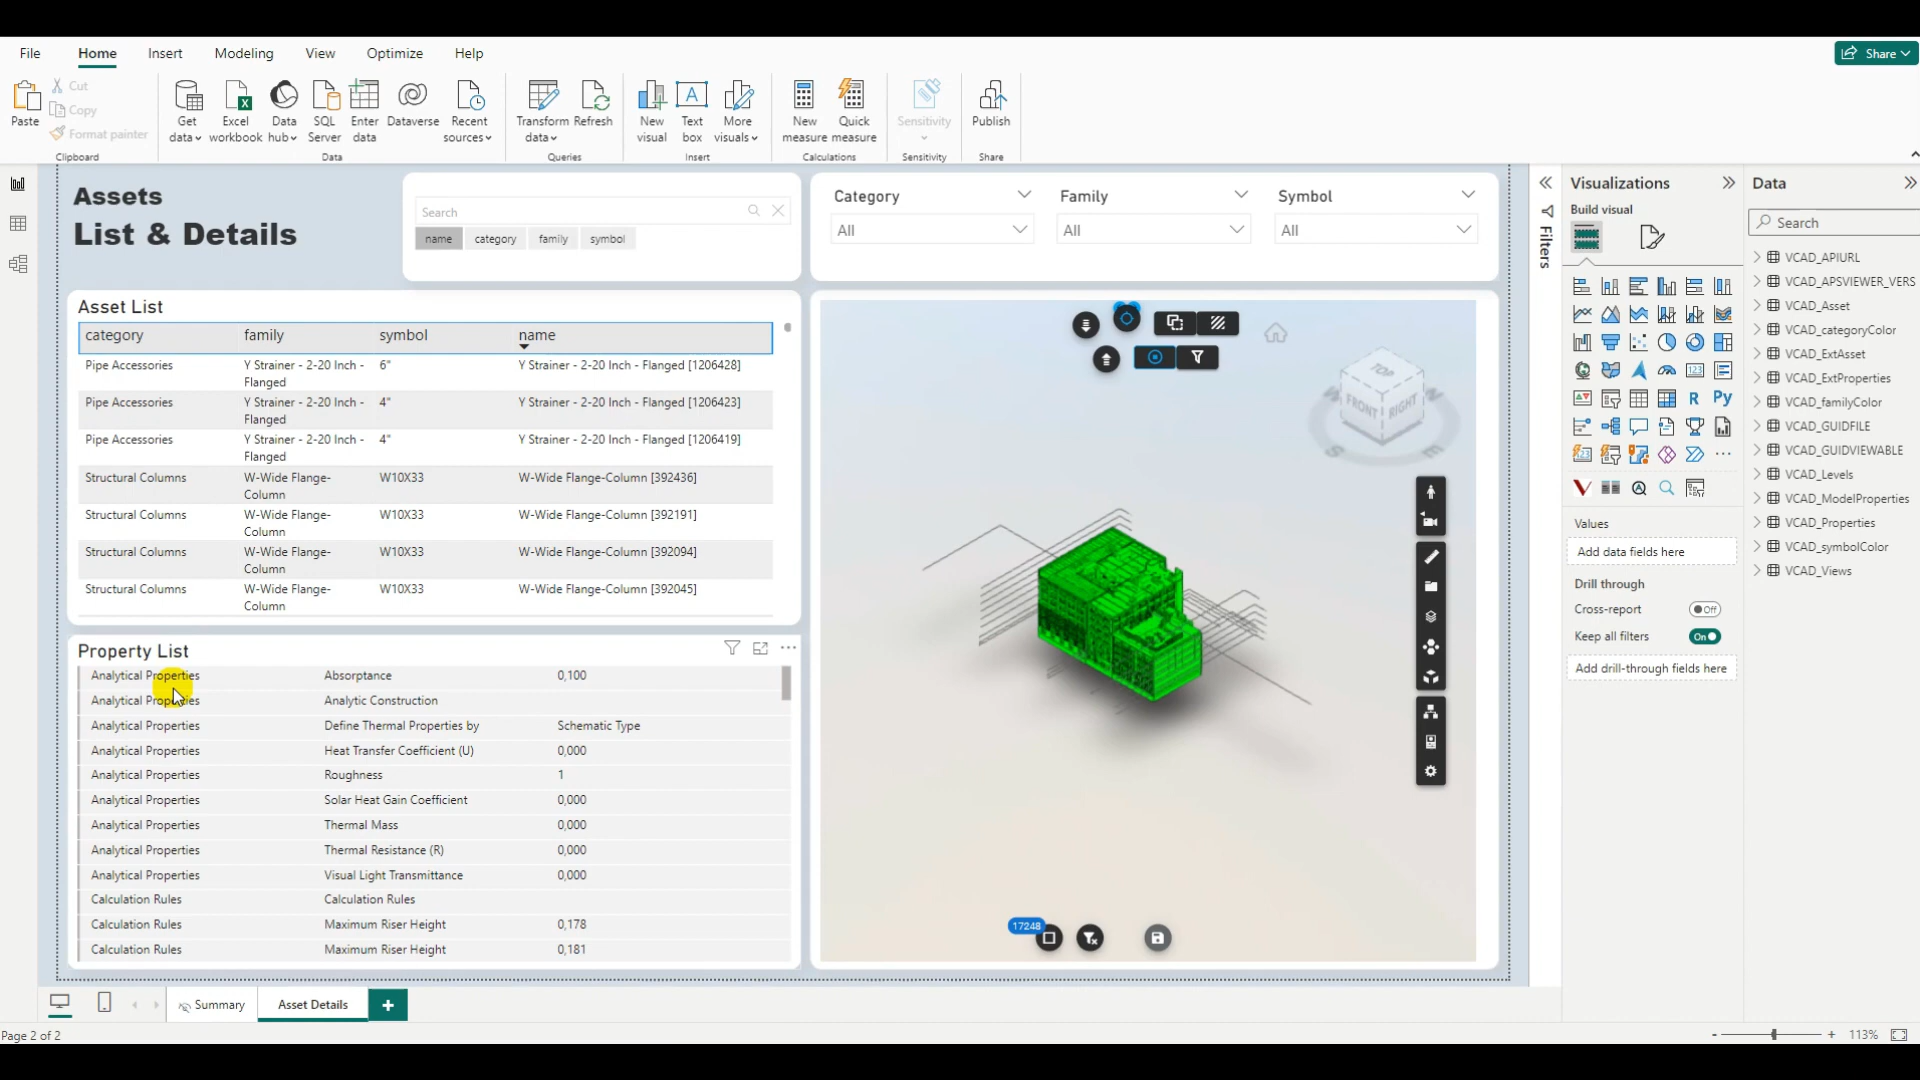 File Home Insert Modeling View Optimize Help Share
Paste Cut Copy Format painter
Get data Excel workbook Data hub SQL Server Enter data Dataverse Recent sources
Transform data Refresh New visual Text box More visuals New measure Quick measure Sensitivity Publish
Clipboard Data Queries Insert Calculations Sensitivity Share
Assets
List & Details
Search
name category family symbol
Category Family Symbol
All All All
Asset List
category family symbol name
Pipe Accessories Y Strainer - 2-20 Inch - Flanged 6" Y Strainer - 2-20 Inch - Flanged [1206428]
Pipe Accessories Y Strainer - 2-20 Inch - Flanged 4" Y Strainer - 2-20 Inch - Flanged [1206423]
Pipe Accessories Y Strainer - 2-20 Inch - Flanged 4" Y Strainer - 2-20 Inch - Flanged [1206419]
Structural Columns W-Wide Flange-Column W10X33 W-Wide Flange-Column [392436]
Structural Columns W-Wide Flange-Column W10X33 W-Wide Flange-Column [392191]
Structural Columns W-Wide Flange-Column W10X33 W-Wide Flange-Column [392094]
Structural Columns W-Wide Flange-Column W10X33 W-Wide Flange-Column [392045]
Property List
Analytical Properties Absorptance 0,100
Analytical Properties Analytic Construction
Analytical Properties Define Thermal Properties by Schematic Type
Analytical Properties Heat Transfer Coefficient (U) 0,000
Analytical Properties Roughness 1
Analytical Properties Solar Heat Gain Coefficient 0,000
Analytical Properties Thermal Mass 0,000
Analytical Properties Thermal Resistance (R) 0,000
Analytical Properties Visual Light Transmittance 0,000
Calculation Rules Calculation Rules
Calculation Rules Maximum Riser Height 0,178
Calculation Rules Maximum Riser Height 0,181
TOP
FRONT RIGHT
S E
17248
Filters
Visualizations
Build visual
R Py
123
Values
Add data fields here
Drill through
Cross-report Off
Keep all filters On
Add drill-through fields here
Data
Search
VCAD_APIURL
VCAD_APSVIEWER_VERS
VCAD_Asset
VCAD_categoryColor
VCAD_ExtAsset
VCAD_ExtProperties
VCAD_familyColor
VCAD_GUIDFILE
VCAD_GUIDVIEWABLE
VCAD_Levels
VCAD_ModelProperties
VCAD_Properties
VCAD_symbolColor
VCAD_Views
Summary Asset Details
Page 2 of 2
113%